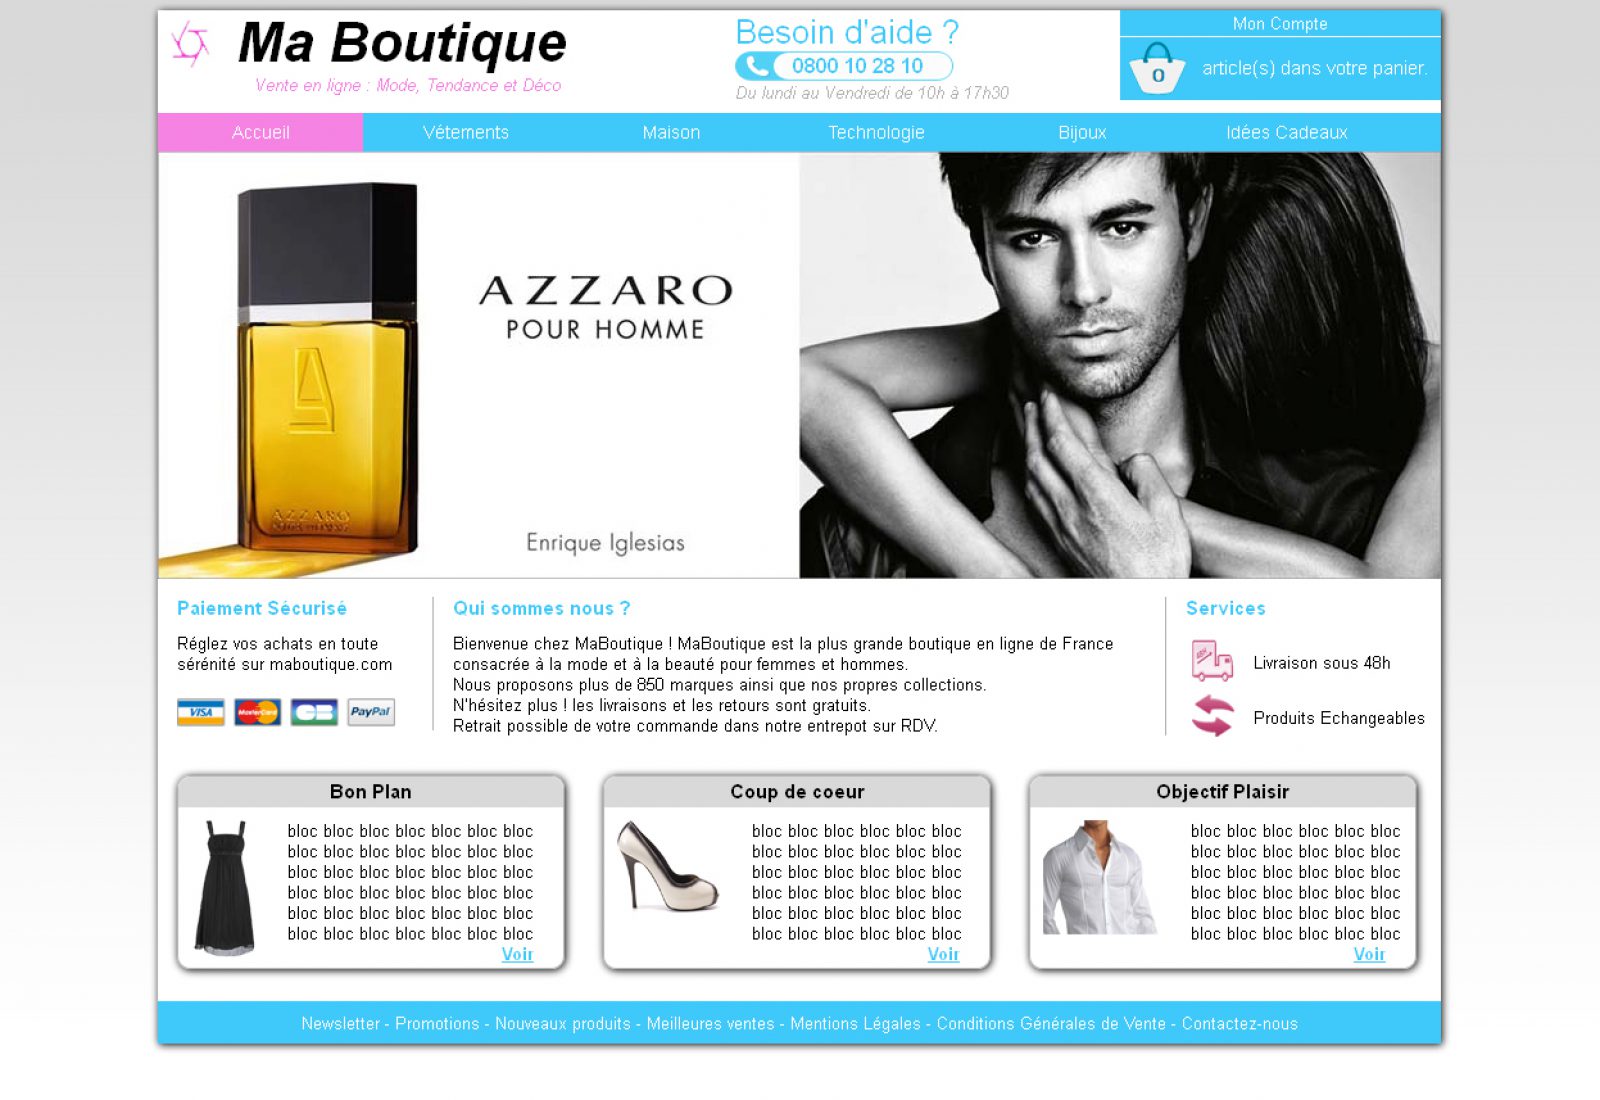 Ma Boutique
Vente en ligne : Mode, Tendance et Déco
Besoin d'aide ?
0800 10 28 10
Du lundi au Vendredi de 10h à 17h30
Mon Compte
0
article(s) dans votre panier.
Accueil Vétements Maison Technologie Bijoux Idées Cadeaux
AZZARO
POUR HOMME
AZZARO
POUR HOMME
Enrique Iglesias
Paiement Sécurisé
Réglez vos achats en toute
sérénité sur maboutique.com
VISA MasterCard CB PayPal
Qui sommes nous ?
Bienvenue chez MaBoutique ! MaBoutique est la plus grande boutique en ligne de France
consacrée à la mode et à la beauté pour femmes et hommes.
Nous proposons plus de 850 marques ainsi que nos propres collections.
N'hésitez plus ! les livraisons et les retours sont gratuits.
Retrait possible de votre commande dans notre entrepot sur RDV.
Services
48H
Livraison sous 48h
Produits Echangeables
Bon Plan
bloc bloc bloc bloc bloc bloc bloc
bloc bloc bloc bloc bloc bloc bloc
bloc bloc bloc bloc bloc bloc bloc
bloc bloc bloc bloc bloc bloc bloc
bloc bloc bloc bloc bloc bloc bloc
bloc bloc bloc bloc bloc bloc bloc
Voir
Coup de coeur
bloc bloc bloc bloc bloc bloc
bloc bloc bloc bloc bloc bloc
bloc bloc bloc bloc bloc bloc
bloc bloc bloc bloc bloc bloc
bloc bloc bloc bloc bloc bloc
bloc bloc bloc bloc bloc bloc
Voir
Objectif Plaisir
bloc bloc bloc bloc bloc bloc
bloc bloc bloc bloc bloc bloc
bloc bloc bloc bloc bloc bloc
bloc bloc bloc bloc bloc bloc
bloc bloc bloc bloc bloc bloc
bloc bloc bloc bloc bloc bloc
Voir
Newsletter - Promotions - Nouveaux produits - Meilleures ventes - Mentions Légales - Conditions Générales de Vente - Contactez-nous